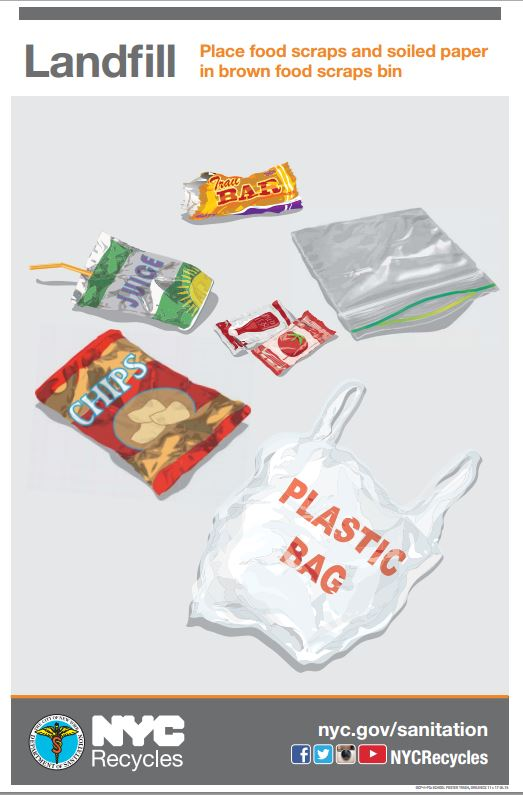 Landfill
Place food scraps and soiled paper
in brown food scraps bin
Trail
BAR
JUICE
CHIPS
PLASTIC
BAG
NYC
Recycles
nyc.gov/sanitation
NYCRecycles